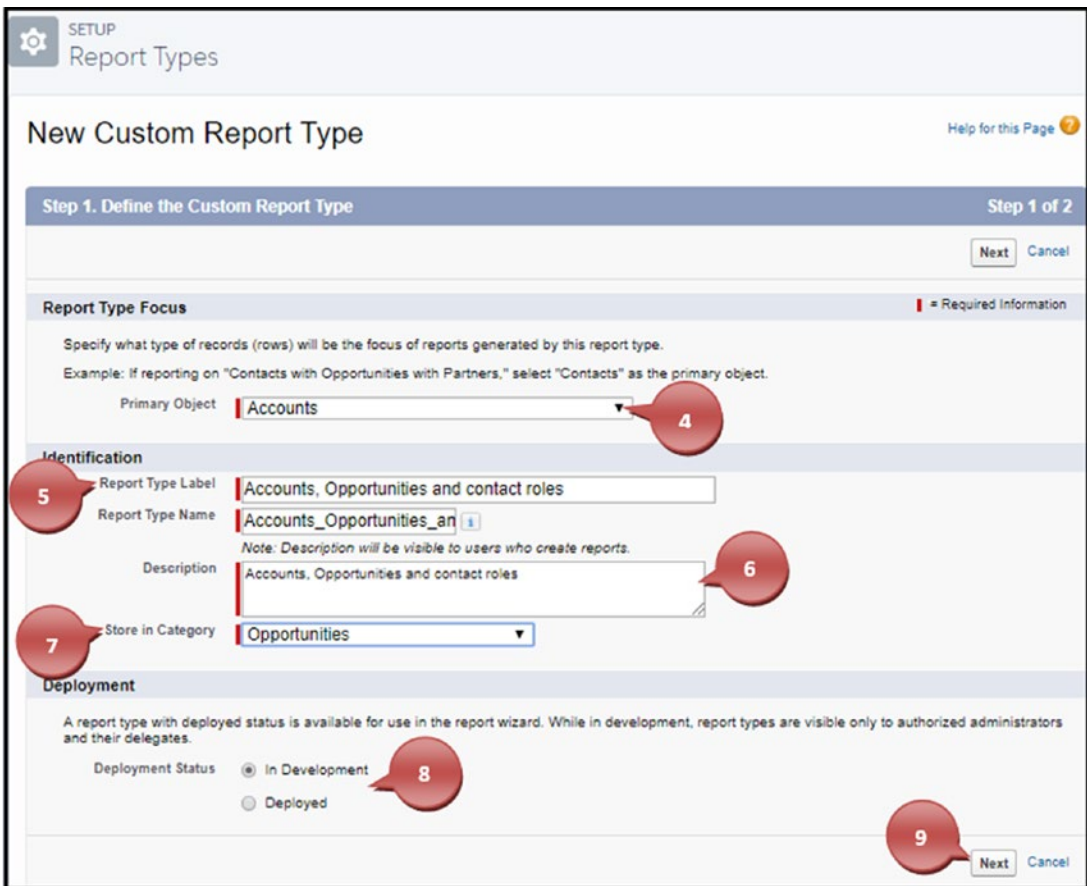 SETUP
Report Types
New Custom Report Type
Help for this Page ?
Step 1. Define the Custom Report Type Step 1 of 2
Next Cancel
Report Type Focus
= Required Information
Specify what type of records (rows) will be the focus of reports generated by this report type.
Example: If reporting on "Contacts with Opportunities with Partners," select "Contacts" as the primary object.
Primary Object Accounts
4
Identification
5
Report Type Label Accounts, Opportunities and contact roles
Report Type Name Accounts_Opportunities_an i
Note: Description will be visible to users who create reports.
Description Accounts, Opportunities and contact roles
6
7
Store in Category Opportunities
Deployment
A report type with deployed status is available for use in the report wizard. While in development, report types are visible only to authorized administrators
and their delegates.
Deployment Status In Development
8
Deployed
9
Next Cancel